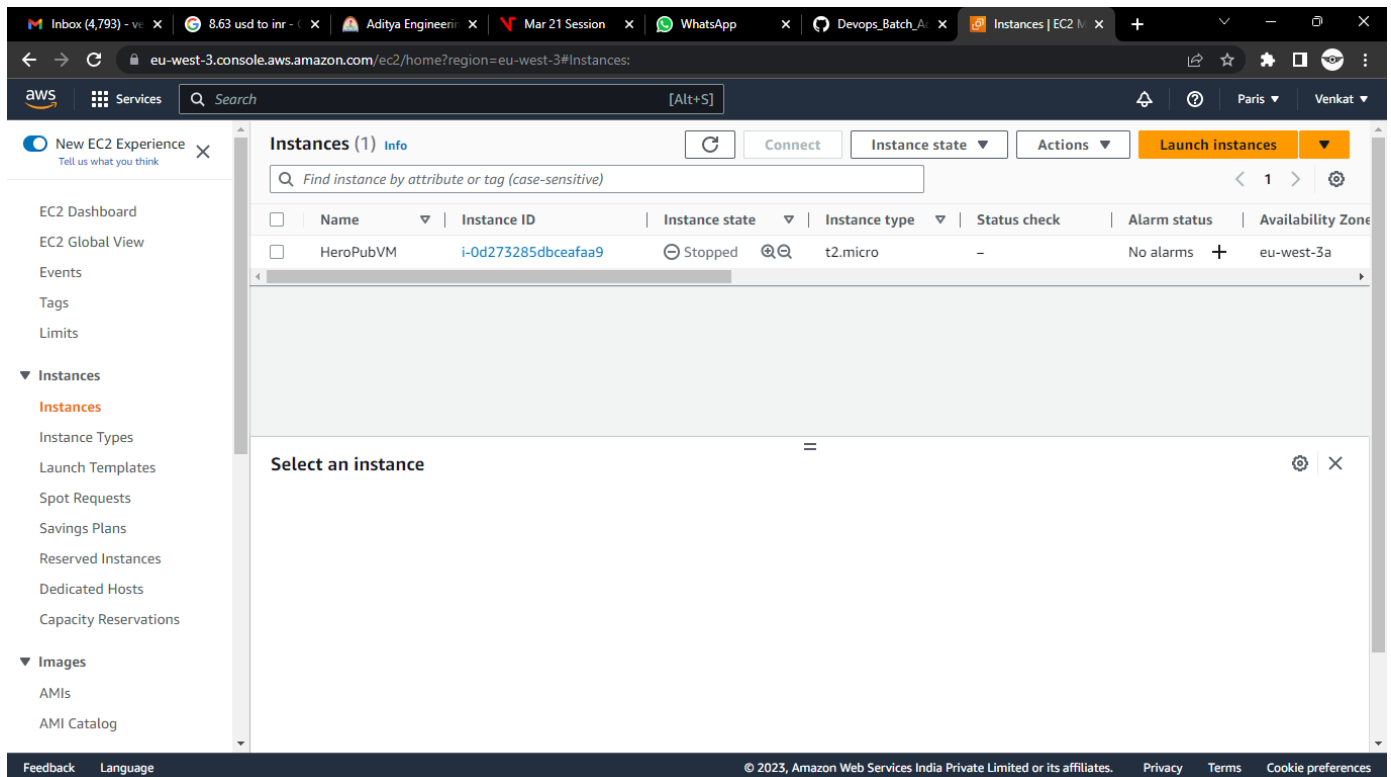 Inbox (4,793) - ve
8.63 usd to inr - G
Aditya Engineerin
Mar 21 Session
WhatsApp
Devops_Batch_Ac
Instances | EC2 M
eu-west-3.console.aws.amazon.com/ec2/home?region=eu-west-3#Instances:
aws Services Search [Alt+S] Paris Venkat
New EC2 Experience
Tell us what you think
EC2 Dashboard
EC2 Global View
Events
Tags
Limits
Instances
Instances
Instance Types
Launch Templates
Spot Requests
Savings Plans
Reserved Instances
Dedicated Hosts
Capacity Reservations
Images
AMIs
AMI Catalog
Instances (1) Info Connect Instance state Actions Launch instances
Find instance by attribute or tag (case-sensitive) 1
Name Instance ID Instance state Instance type Status check Alarm status Availability Zone
HeroPubVM i-0d273285dbceafaa9 Stopped t2.micro – No alarms + eu-west-3a
Select an instance
Feedback Language © 2023, Amazon Web Services India Private Limited or its affiliates. Privacy Terms Cookie preferences